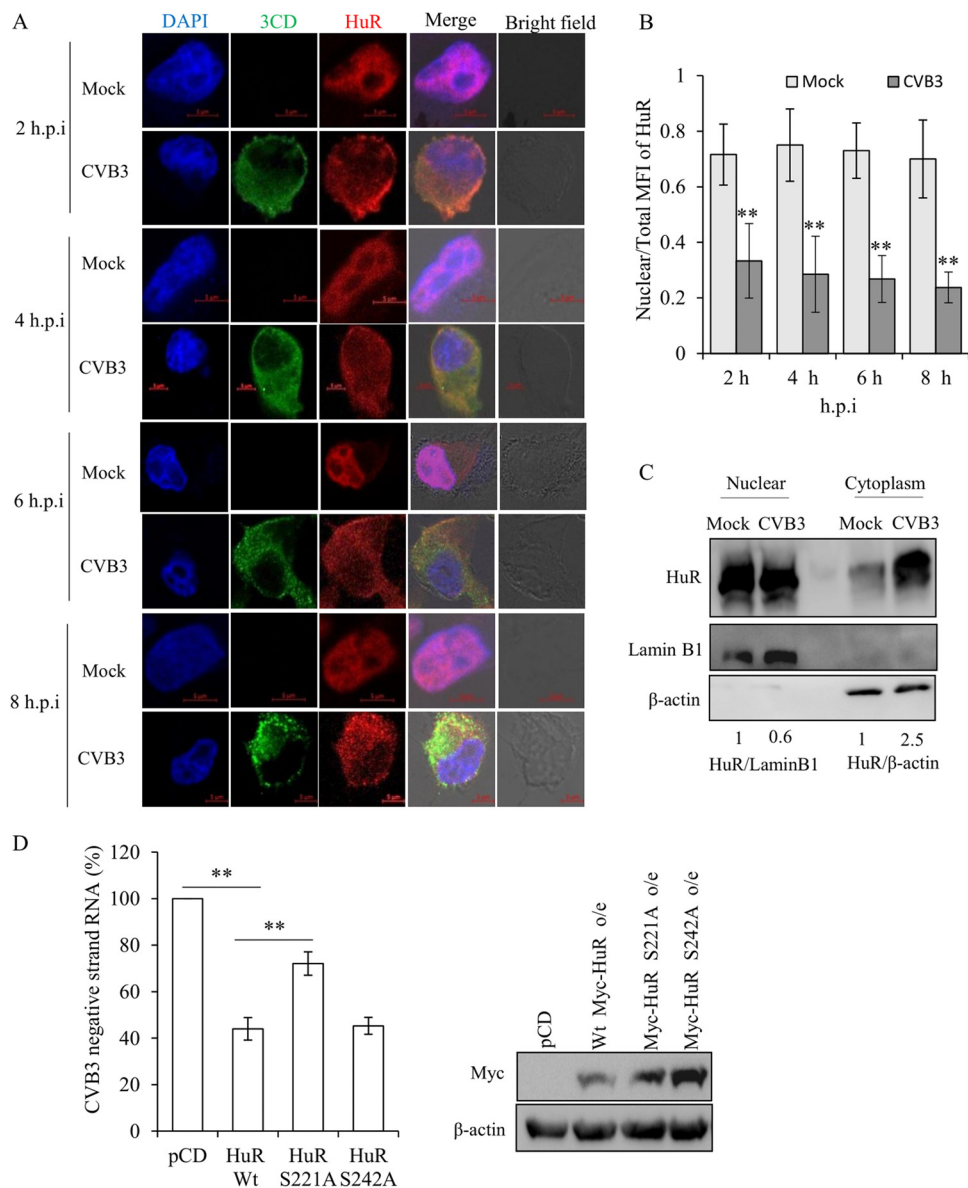 A
DAPI 3CD HuR Merge Bright field
2 h.p.i
Mock
CVB3
4 h.p.i
Mock
CVB3
6 h.p.i
Mock
CVB3
8 h.p.i
Mock
CVB3
B
Nuclear/Total MFI of HuR
1
0.8
0.6
0.4
0.2
0
Mock CVB3
** ** ** **
2 h 4 h 6 h 8 h
h.p.i
C
Nuclear Cytoplasm
Mock CVB3 Mock CVB3
HuR
Lamin B1
β-actin
1 0.6 1 2.5
HuR/LaminB1 HuR/β-actin
D
CVB3 negative strand RNA (%)
120
100
80
60
40
20
0
**
**
pCD HuR HuR HuR
Wt S221A S242A
pCD
Wt Myc-HuR o/e
Myc-HuR S221A o/e
Myc-HuR S242A o/e
Myc
β-actin